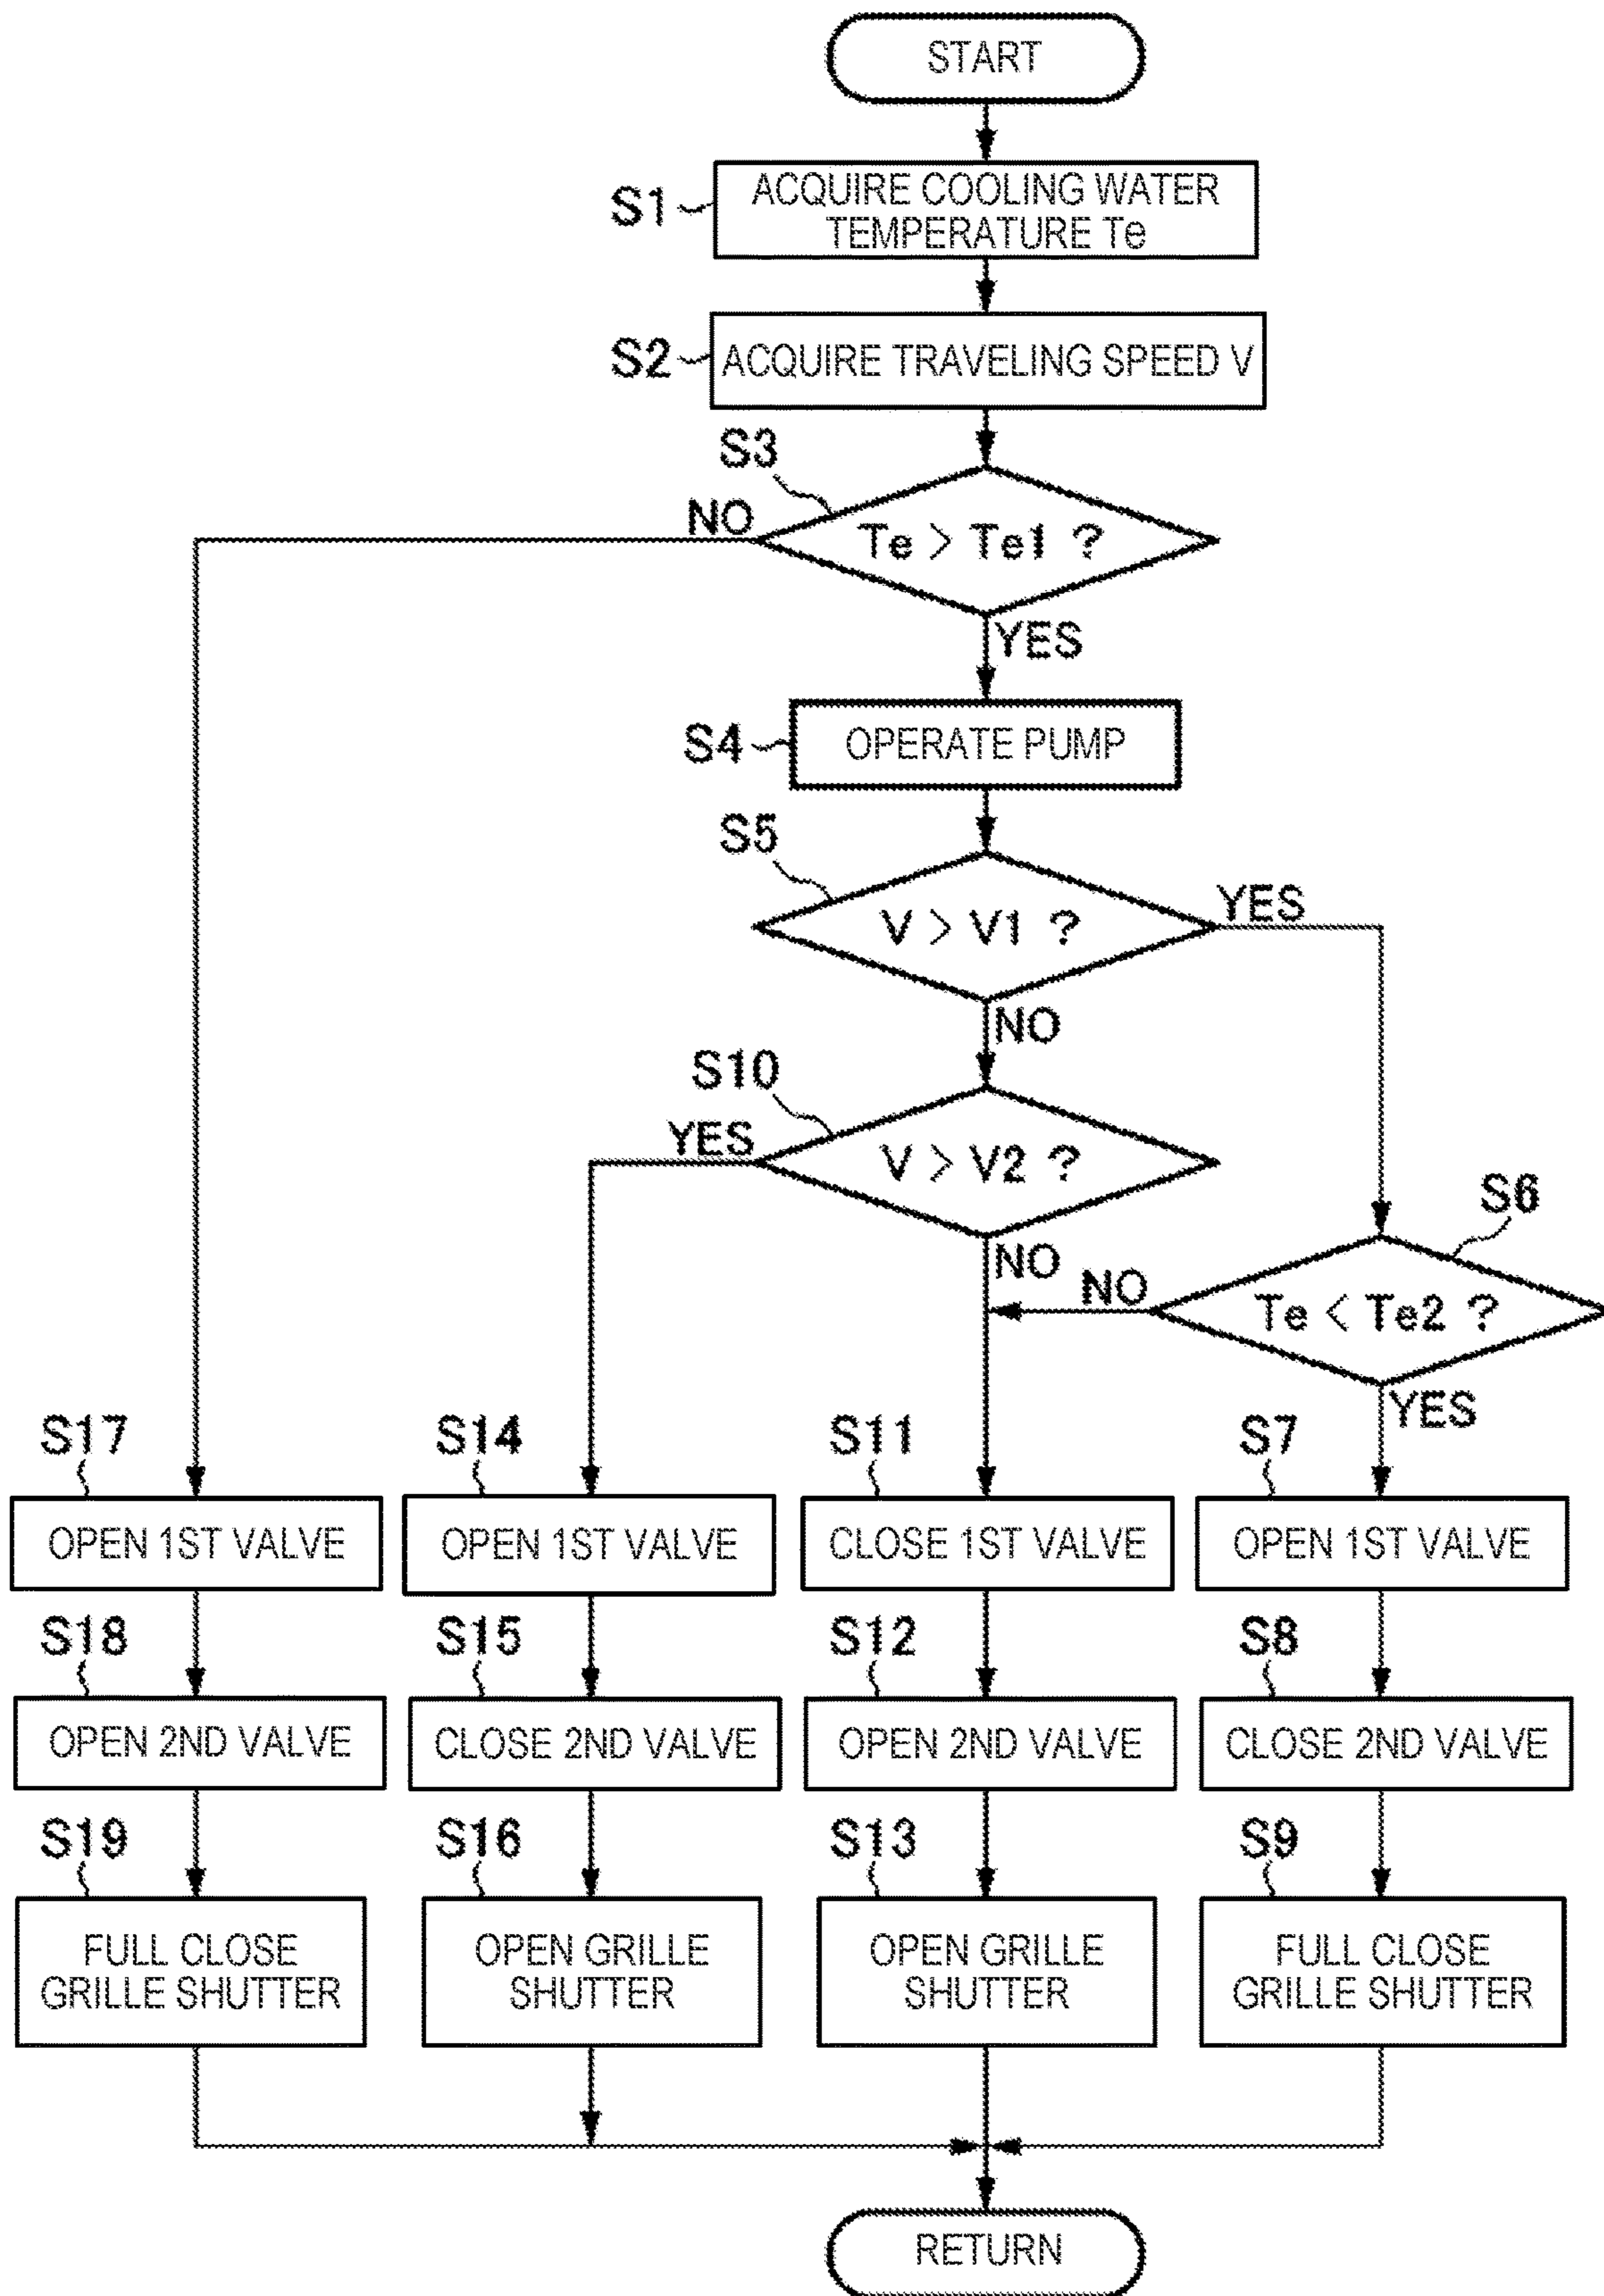 START
S1
ACQUIRE COOLING WATER
TEMPERATURE Te
S2
ACQUIRE TRAVELING SPEED V
S3
NO
Te > Te1 ?
YES
S4
OPERATE PUMP
S5
V > V1 ?
YES
NO
S10
YES
V > V2 ?
NO
S6
NO
Te < Te2 ?
YES
S17
S14
S11
S7
OPEN 1ST VALVE
OPEN 1ST VALVE
CLOSE 1ST VALVE
OPEN 1ST VALVE
S18
S15
S12
S8
OPEN 2ND VALVE
CLOSE 2ND VALVE
OPEN 2ND VALVE
CLOSE 2ND VALVE
S19
S16
S13
S9
FULL CLOSE
GRILLE SHUTTER
OPEN GRILLE
SHUTTER
OPEN GRILLE
SHUTTER
FULL CLOSE
GRILLE SHUTTER
RETURN